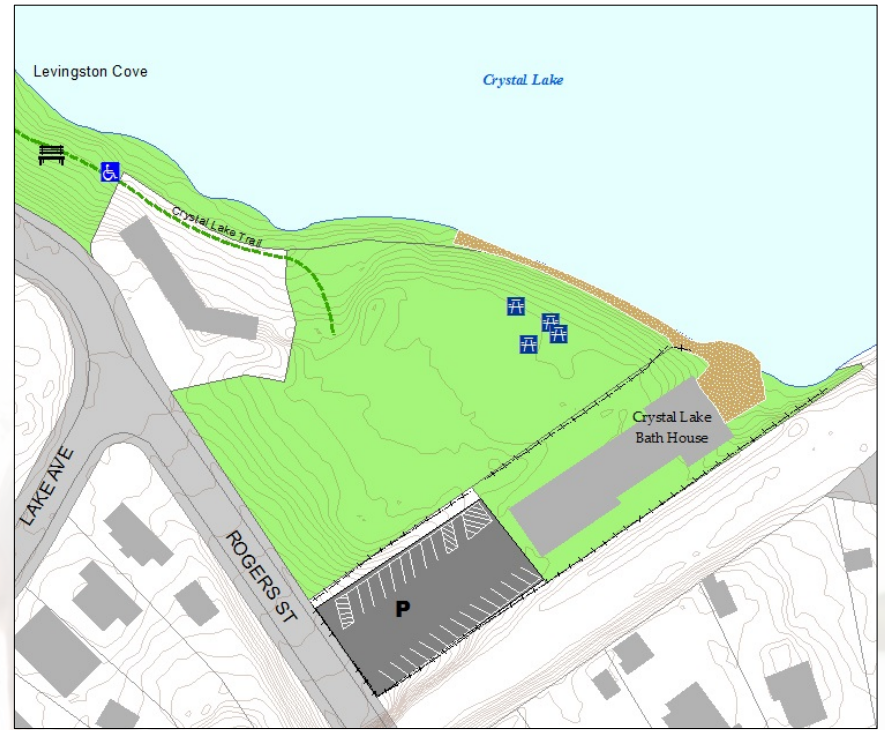 Levingston Cove
Crystal Lake
Crystal Lake Trail
Crystal Lake
Bath House
LAKE AVE
ROGERS ST
P